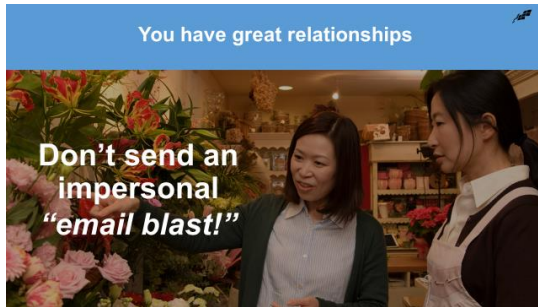 You have great relationships
Don’t send an
impersonal
“email blast!”